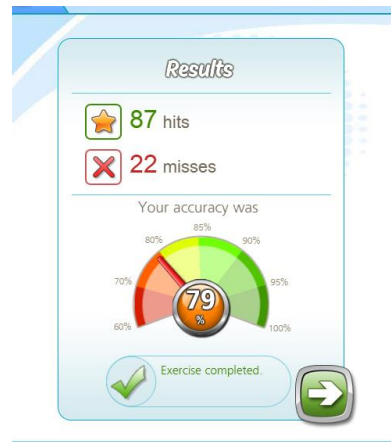 Results
87 hits
22 misses
Your accuracy was
85%
80%
90%
70%
95%
79
%
60%
100%
Exercise completed.